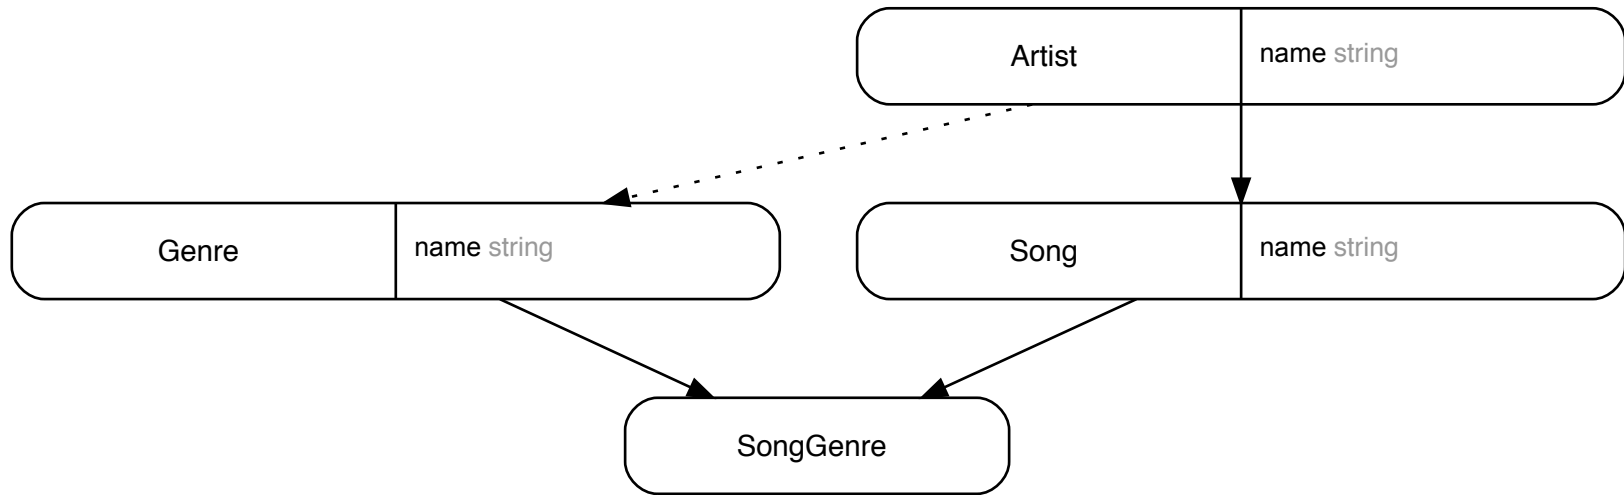 Artist name string
Genre name string
Song name string
SongGenre